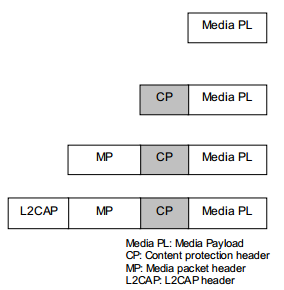 Media PL
CP Media PL
MP CP Media PL
L2CAP MP CP Media PL
Media PL: Media Payload
CP: Content protection header
MP: Media packet header
L2CAP: L2CAP header